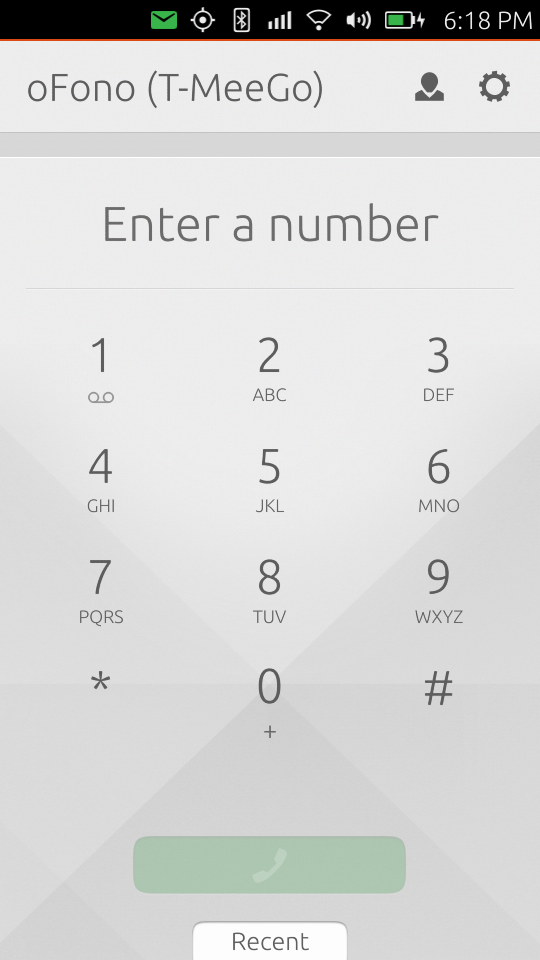 6:18 PM
oFono (T-MeeGo)
Enter a number
1 2 3
ABC DEF
4 5 6
GHI JKL MNO
7 8 9
PQRS TUV WXYZ
* 0 #
+
Recent